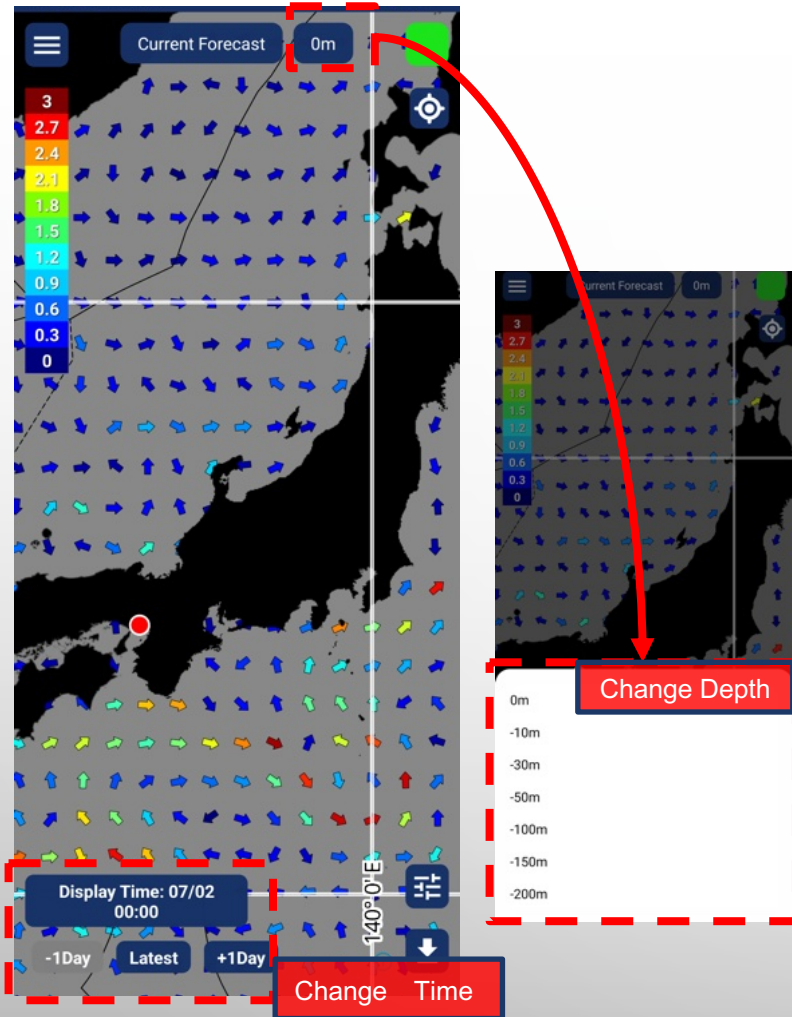 Current Forecast
0m
3
2.7
2.4
2.1
1.8
1.5
1.2
0.9
0.6
0.3
0
140° 0' E
Display Time: 07/02
00:00
-1Day
Latest
+1Day
Change Time
Current Forecast
0m
3
2.7
2.4
2.1
1.8
1.5
1.2
0.9
0.6
0.3
0
Change Depth
0m
-10m
-30m
-50m
-100m
-150m
-200m